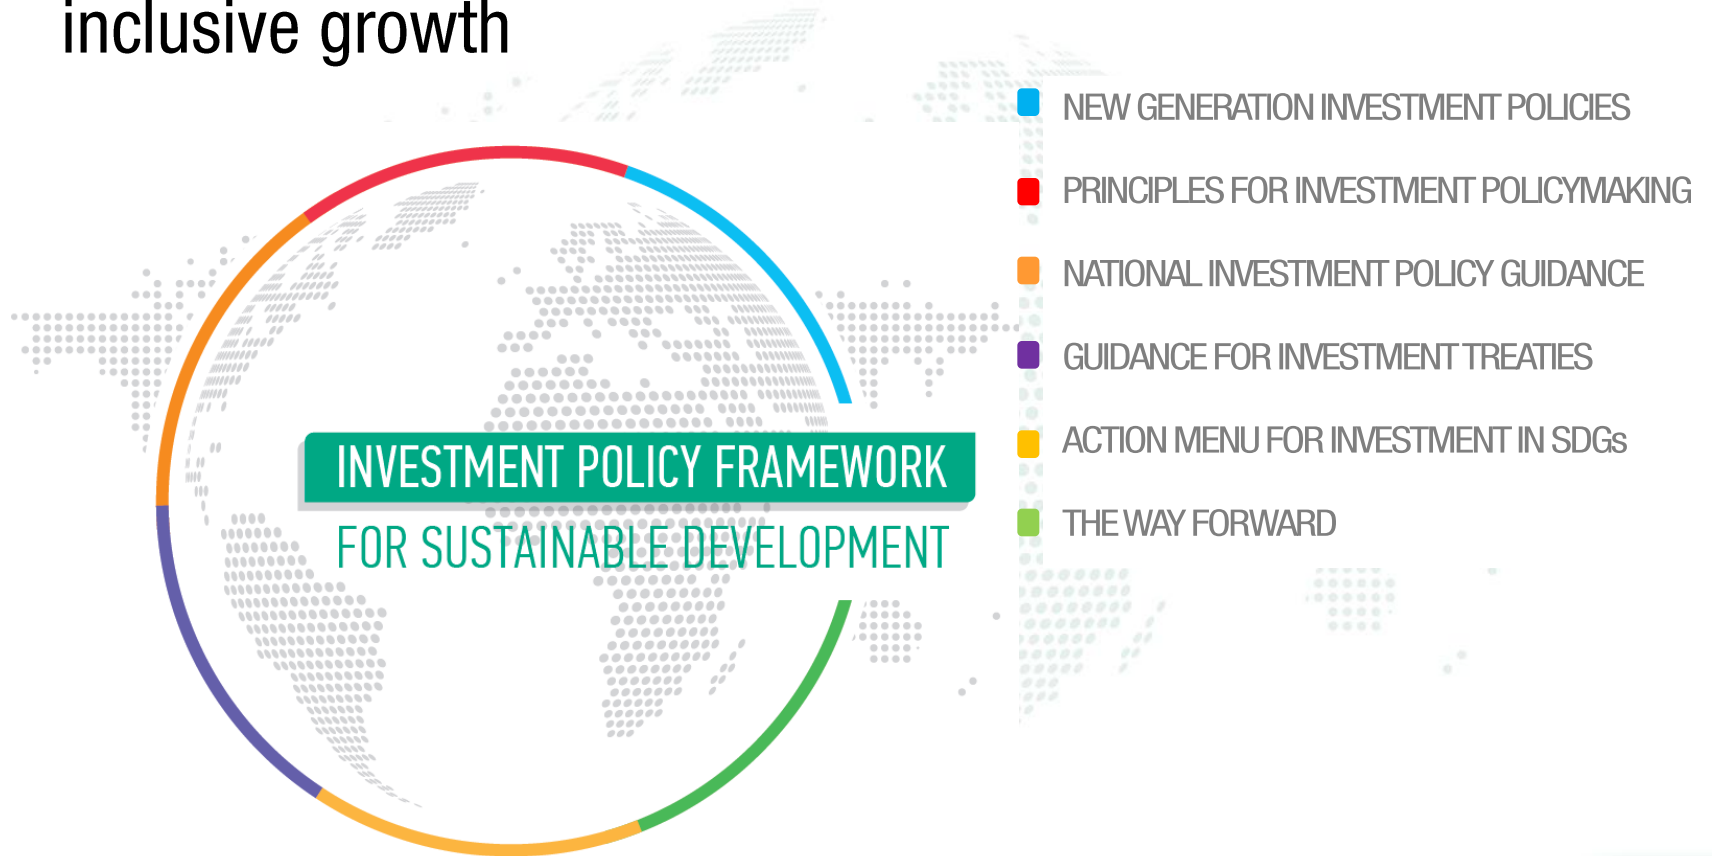 inclusive growth
NEW GENERATION INVESTMENT POLICIES
PRINCIPLES FOR INVESTMENT POLICYMAKING
NATIONAL INVESTMENT POLICY GUIDANCE
GUIDANCE FOR INVESTMENT TREATIES
ACTION MENU FOR INVESTMENT IN SDGs
THE WAY FORWARD
INVESTMENT POLICY FRAMEWORK
FOR SUSTAINABLE DEVELOPMENT